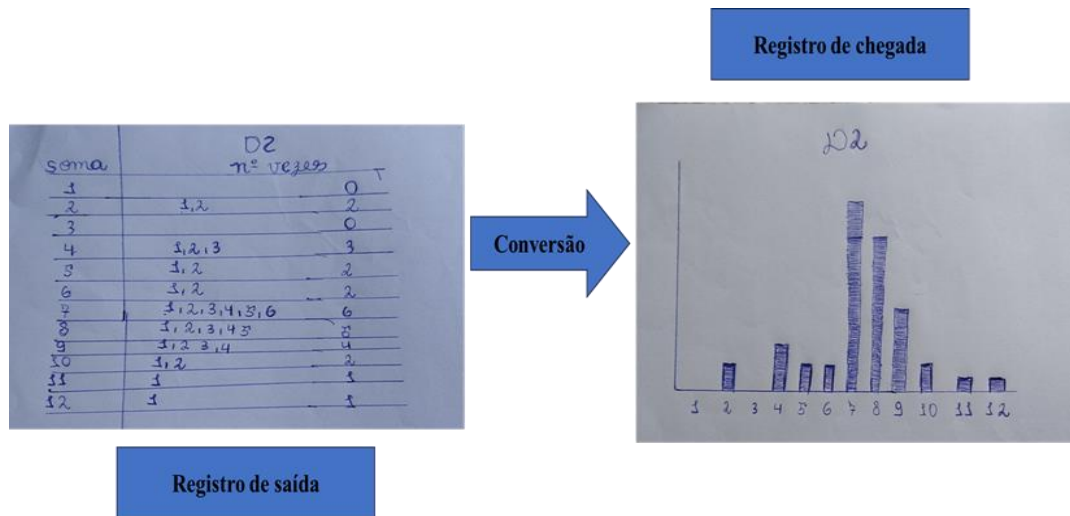 Registro de chegada
D2
soma nº vezes T
1 0
2 1,2 2
3 0
4 1,2,3 3
5 1,2 2
6 1,2 2
7 1,2,3,4,5,6 6
8 1,2,3,4 5 5
9 1,2 3,4 4
10 1,2 2
11 1 1
12 1 1
Registro de saída
Conversão
D2
1 2 3 4 5 6 7 8 9 10 11 12